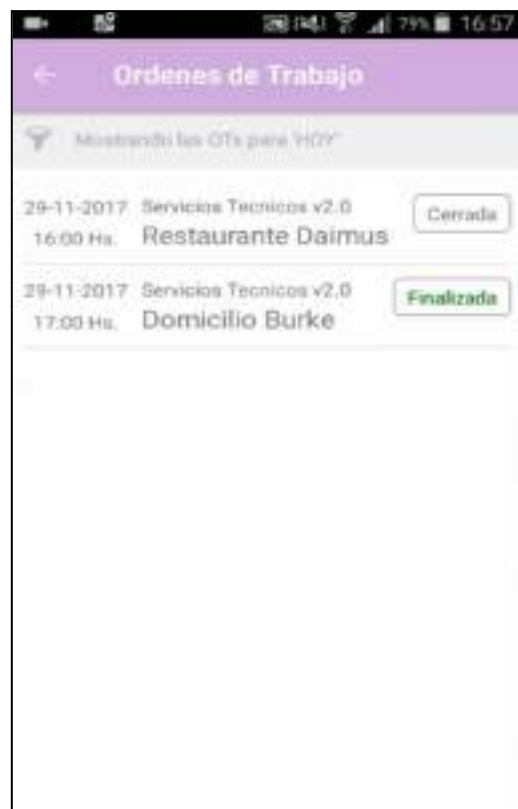 79% 16:57
Ordenes de Trabajo
Mostrando las OTs para 'HOY'
29-11-2017 Servicios Tecnicos v2.0 Cerrada
16:00 Hs. Restaurante Daimus
29-11-2017 Servicios Tecnicos v2.0 Finalizada
17:00 Hs. Domicilio Burke